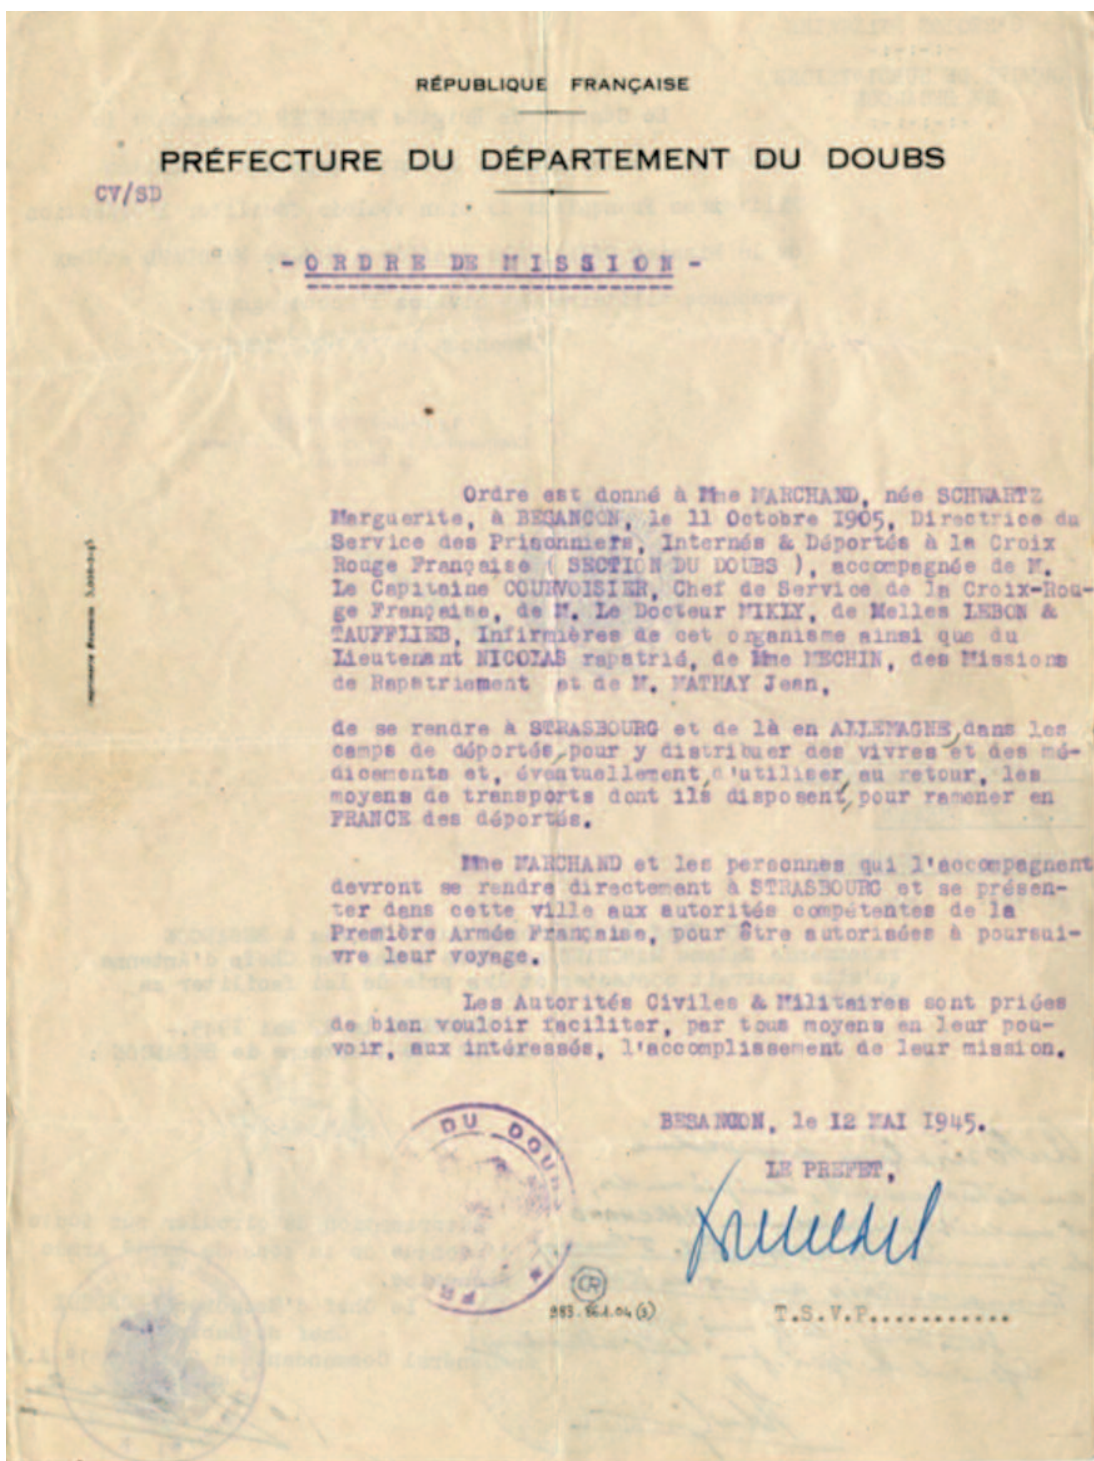 RÉPUBLIQUE FRANÇAISE
PRÉFECTURE DU DÉPARTEMENT DU DOUBS
CV/SD
- ORDRE DE MISSION -
Ordre est donné à Mme MARCHAND, née SCHWARTZ
Marguerite, à BESANCON, le 11 Octobre 1905, Directrice du
Service des Prisonniers, Internés & Déportés à la Croix
Rouge Française ( SECTION DU DOUBS ), accompagnée de M.
Le Capitaine COURVOISIER, Chef de Service de la Croix-Rou-
ge Française, de M. Le Docteur MIKLY, de Melles LEBON &
TAUFFLIEB, Infirmières de cet organisme ainsi que du
Lieutenant NICOLAS rapatrié, de Mme MECHIN, des Missions
de Rapatriement et de M. MATHAY Jean,
de se rendre à STRASBOURG et de là en ALLEMAGNE, dans les
camps de déportés, pour y distribuer des vivres et des mé-
dicaments et, éventuellement, d'utiliser, au retour, les
moyens de transports dont ils disposent, pour ramener en
FRANCE des déportés.
Mme MARCHAND et les personnes qui l'accompagnent
devront se rendre directement à STRASBOURG et se présen-
ter dans cette ville aux autorités compétentes de la
Première Armée Française, pour être autorisées à poursui-
vre leur voyage.
Les Autorités Civiles & Militaires sont priées
de bien vouloir faciliter, par tous moyens en leur pou-
voir, aux intéressés, l'accomplissement de leur mission.
BESANCON, le 12 MAI 1945.
LE PREFET,
DU DOUBS
CR
T.S.V.P............